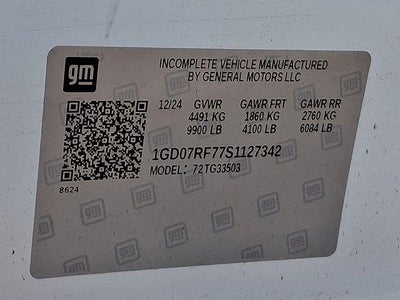 gm
INCOMPLETE VEHICLE MANUFACTURED
BY GENERAL MOTORS LLC
12/24 GVWR GAWR FRT GAWR RR
4491 KG 1860 KG 2760 KG
9900 LB 4100 LB 6084 LB
1GD07RF77S1127342
MODEL: 72TG33503
8624